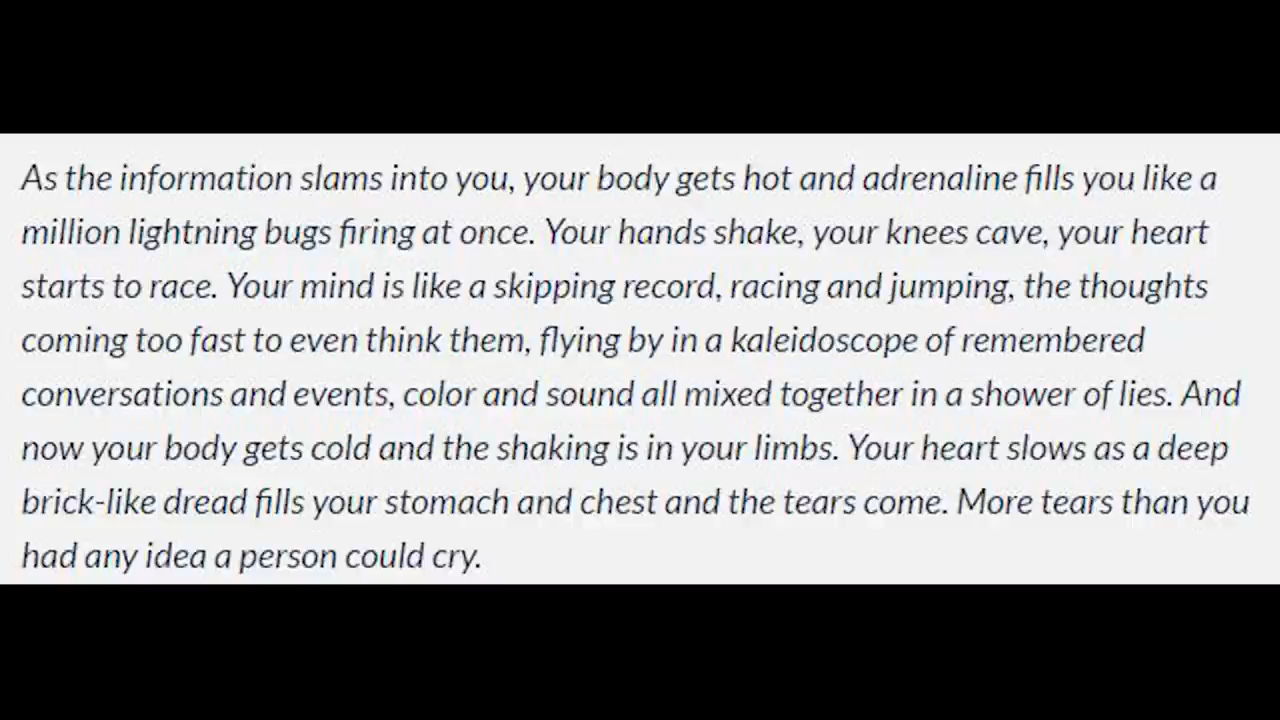 As the information slams into you, your body gets hot and adrenaline fills you like a
million lightning bugs firing at once. Your hands shake, your knees cave, your heart
starts to race. Your mind is like a skipping record, racing and jumping, the thoughts
coming too fast to even think them, flying by in a kaleidoscope of remembered
conversations and events, color and sound all mixed together in a shower of lies. And
now your body gets cold and the shaking is in your limbs. Your heart slows as a deep
brick-like dread fills your stomach and chest and the tears come. More tears than you
had any idea a person could cry.